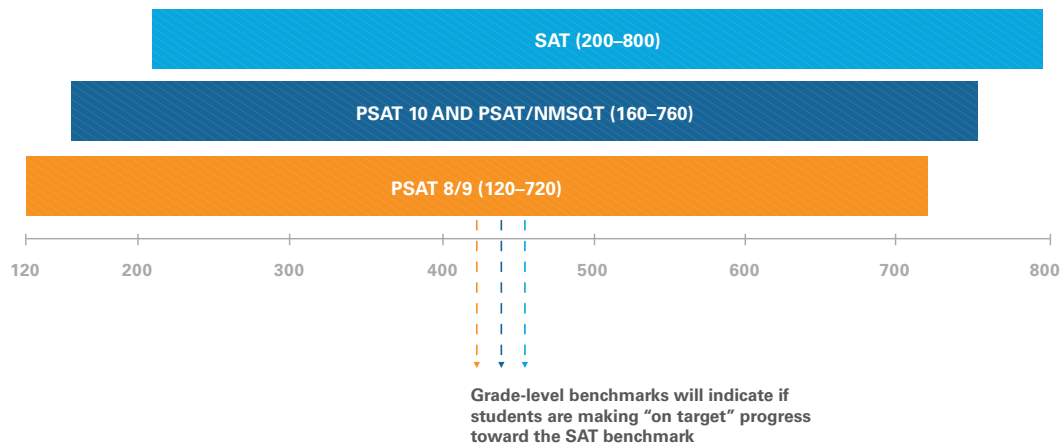 SAT (200–800)
PSAT 10 AND PSAT/NMSQT (160–760)
PSAT 8/9 (120–720)
120 200 300 400 500 600 700 800
Grade-level benchmarks will indicate if
students are making “on target” progress
toward the SAT benchmark